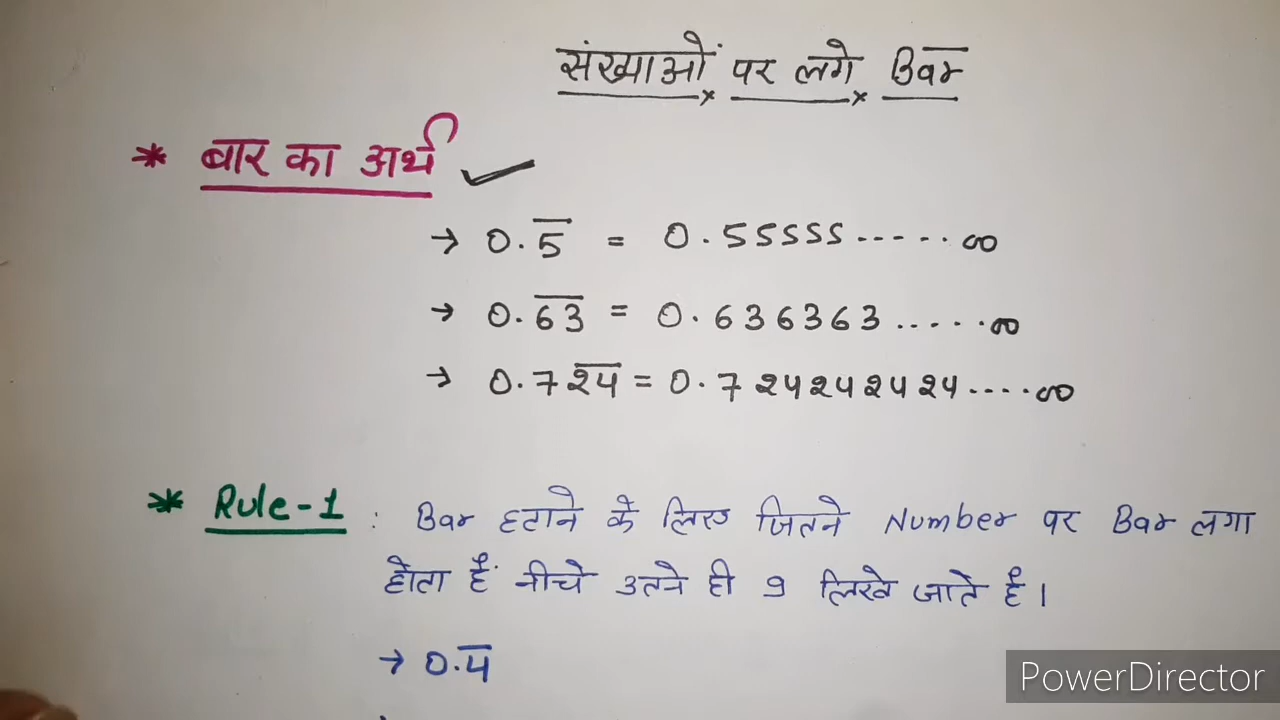 संख्याओं पर लगे Bar
* बार का अर्थ ✓
→ 0.5̅ = 0.55555-----∞
→ 0.6̅3̅ = 0.636363.....∞
→ 0.72̅4̅ = 0.724242424....∞
* Rule-1 : Bar हटाने के लिए जितने Number पर Bar लगा
होता हैं नीचे उतने ही 9 लिखे जाते हैं।
→ 0.4̅
PowerDirector